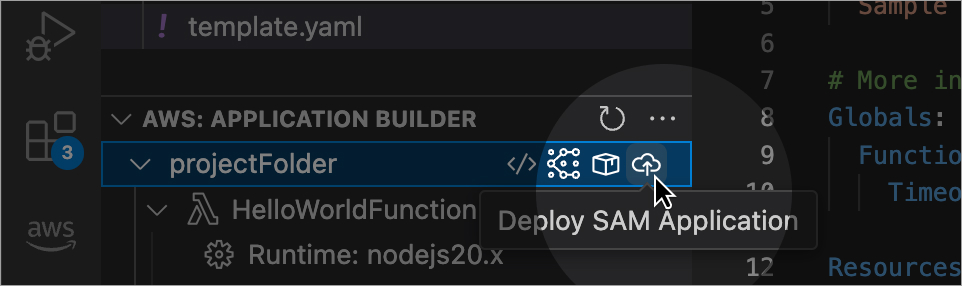 template.yaml
AWS: APPLICATION BUILDER
projectFolder
</>
HelloWorldFunction
Deploy SAM Application
Runtime: nodejs20.x
3
aws
5 Sample
6
7 # More in
8 Globals:
9 Functio
10 Timeo
12 Resources